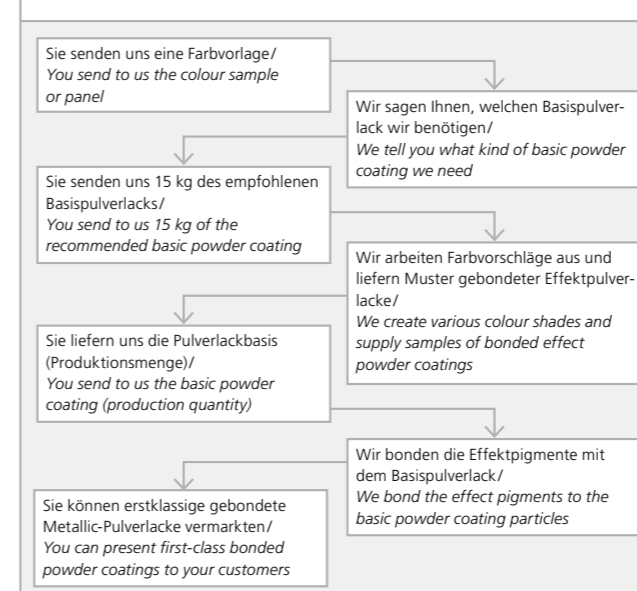 Sie senden uns eine Farbvorlage/
You send to us the colour sample
or panel
Wir sagen Ihnen, welchen Basispulver-
lack wir benötigen/
We tell you what kind of basic powder
coating we need
Sie senden uns 15 kg des empfohlenen
Basispulverlacks/
You send to us 15 kg of the
recommended basic powder coating
Wir arbeiten Farbvorschläge aus und
liefern Muster gebondeter Effektpulver-
lacke/
We create various colour shades and
supply samples of bonded effect
powder coatings
Sie liefern uns die Pulverlackbasis
(Produktionsmenge)/
You send to us the basic powder
coating (production quantity)
Wir bonden die Effektpigmente mit
dem Basispulverlack/
We bond the effect pigments to the
basic powder coating particles
Sie können erstklassige gebondete
Metallic-Pulverlacke vermarkten/
You can present first-class bonded
powder coatings to your customers